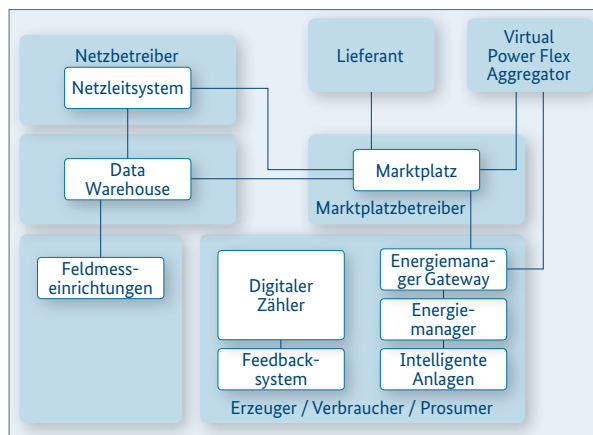 Netzbetreiber
Netzleitsystem
Lieferant
Virtual
Power Flex
Aggregator
Data
Warehouse
Marktplatz
Marktplatzbetreiber
Feldmess-
einrichtungen
Digitaler
Zähler
Feedback-
system
Energiemana-
ger Gateway
Energie-
manager
Intelligente
Anlagen
Erzeuger / Verbraucher / Prosumer